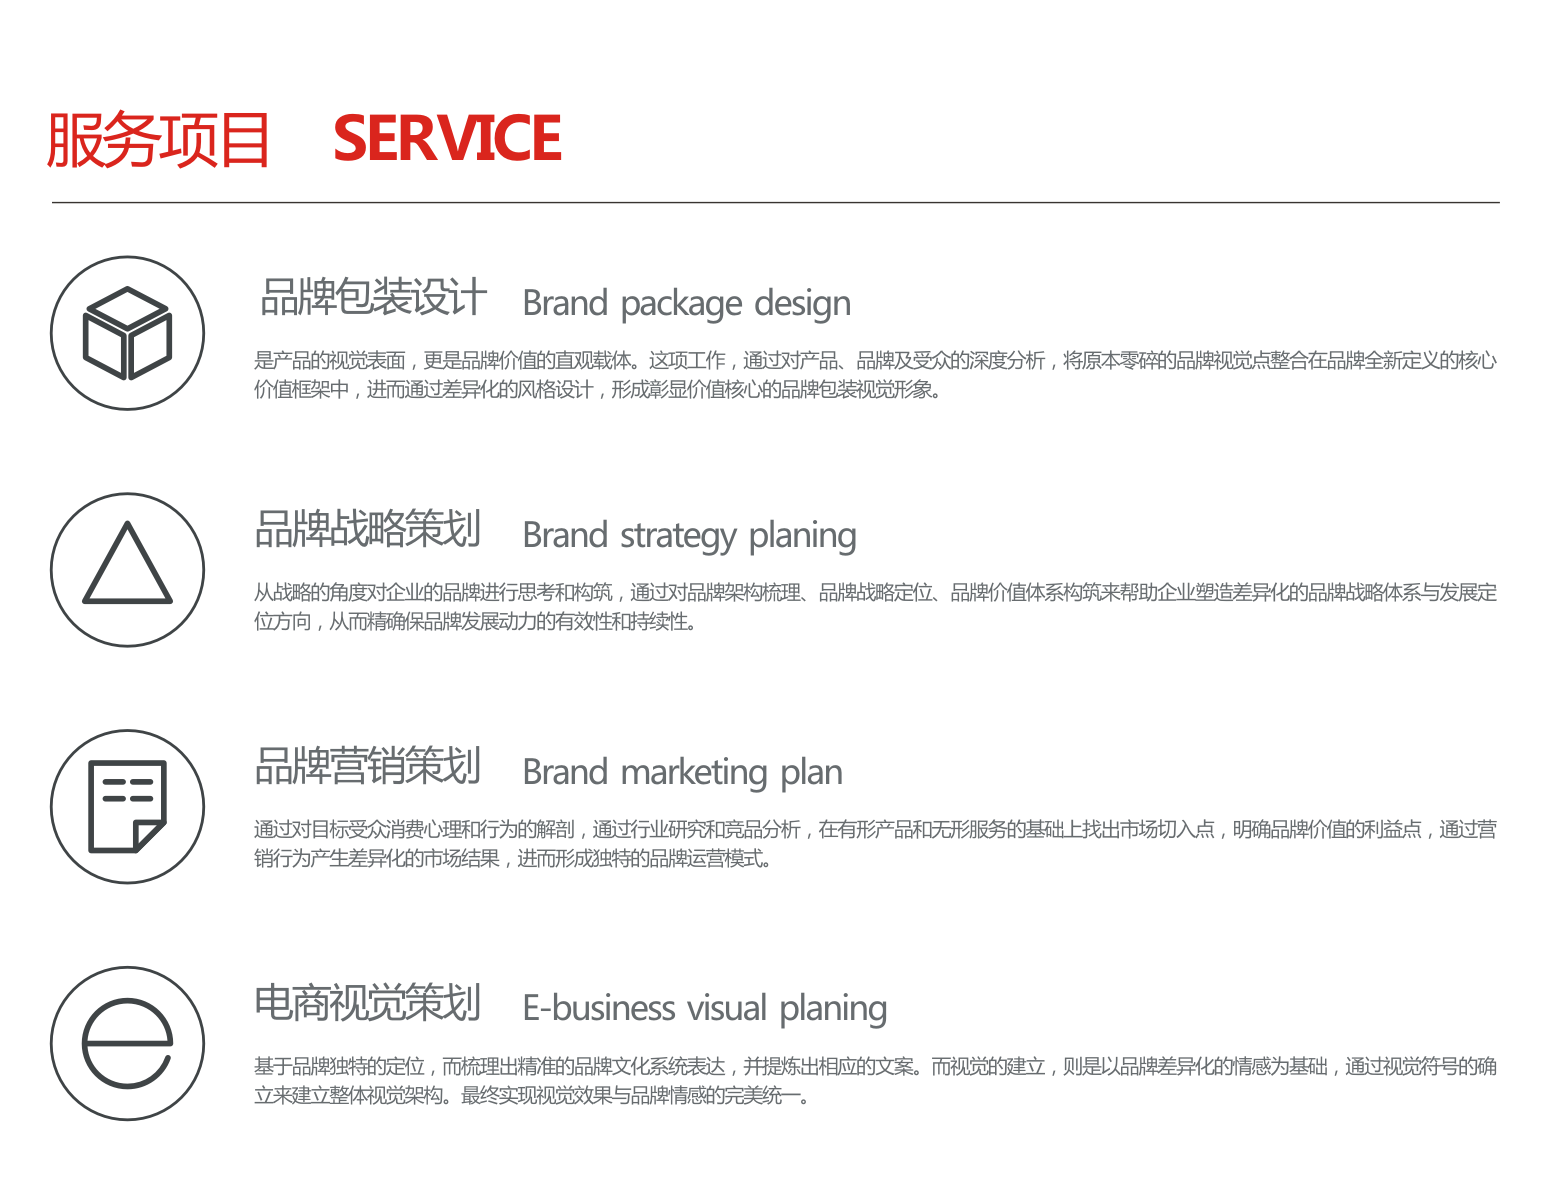 服务项目 SERVICE
品牌包装设计 Brand package design
是产品的视觉表面，更是品牌价值的直观载体。这项工作，通过对产品、品牌及受众的深度分析，将原本零碎的品牌视觉点整合在品牌全新定义的核心
价值框架中，进而通过差异化的风格设计，形成彰显价值核心的品牌包装视觉形象。
品牌战略策划 Brand strategy planing
从战略的角度对企业的品牌进行思考和构筑，通过对品牌架构梳理、品牌战略定位、品牌价值体系构筑来帮助企业塑造差异化的品牌战略体系与发展定
位方向，从而精确保品牌发展动力的有效性和持续性。
品牌营销策划 Brand marketing plan
通过对目标受众消费心理和行为的解剖，通过行业研究和竞品分析，在有形产品和无形服务的基础上找出市场切入点，明确品牌价值的利益点，通过营
销行为产生差异化的市场结果，进而形成独特的品牌运营模式。
电商视觉策划 E-business visual planing
基于品牌独特的定位，而梳理出精准的品牌文化系统表达，并提炼出相应的文案。而视觉的建立，则是以品牌差异化的情感为基础，通过视觉符号的确
立来建立整体视觉架构。最终实现视觉效果与品牌情感的完美统一。